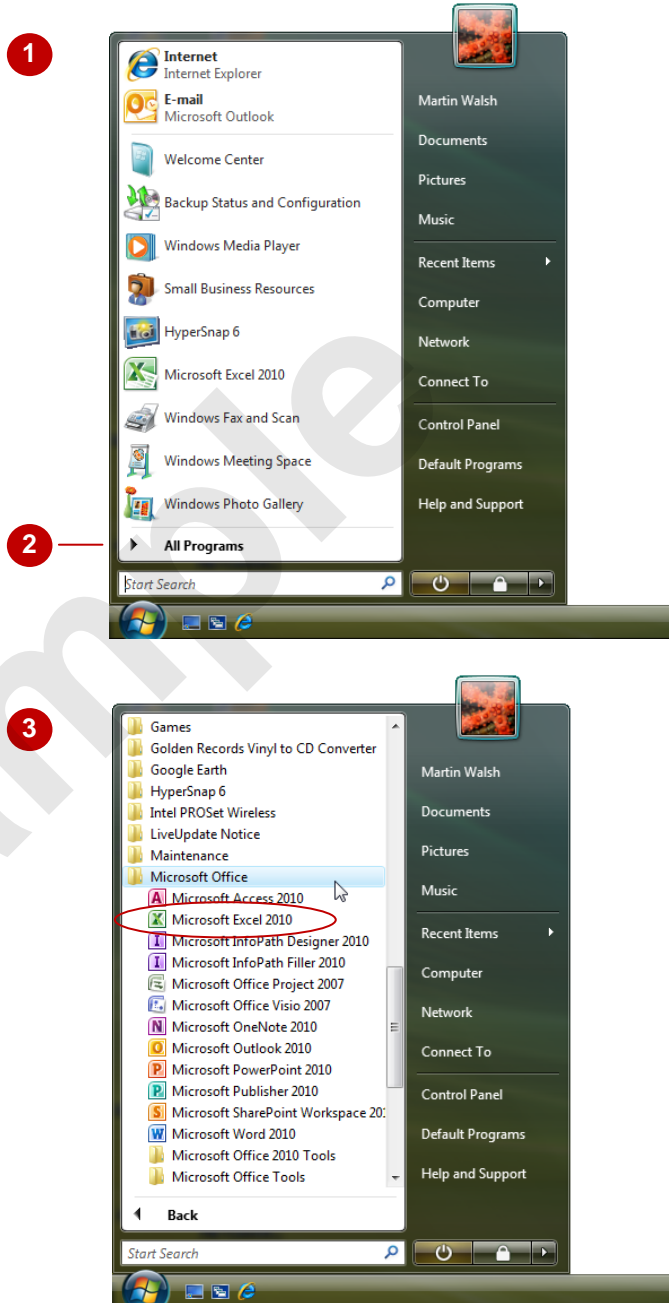 1
Internet
Internet Explorer
E-mail
Microsoft Outlook
Welcome Center
Backup Status and Configuration
Windows Media Player
Small Business Resources
HyperSnap 6
Microsoft Excel 2010
Windows Fax and Scan
Windows Meeting Space
Windows Photo Gallery
2
All Programs
Start Search
Martin Walsh
Documents
Pictures
Music
Recent Items
Computer
Network
Connect To
Control Panel
Default Programs
Help and Support
3
Games
Golden Records Vinyl to CD Converter
Google Earth
HyperSnap 6
Intel PROSet Wireless
LiveUpdate Notice
Maintenance
Microsoft Office
Microsoft Access 2010
Microsoft Excel 2010
Microsoft InfoPath Designer 2010
Microsoft InfoPath Filler 2010
Microsoft Office Project 2007
Microsoft Office Visio 2007
Microsoft OneNote 2010
Microsoft Outlook 2010
Microsoft PowerPoint 2010
Microsoft Publisher 2010
Microsoft SharePoint Workspace 20
Microsoft Word 2010
Microsoft Office 2010 Tools
Microsoft Office Tools
Back
Start Search
Martin Walsh
Documents
Pictures
Music
Recent Items
Computer
Network
Connect To
Control Panel
Default Programs
Help and Support
mple